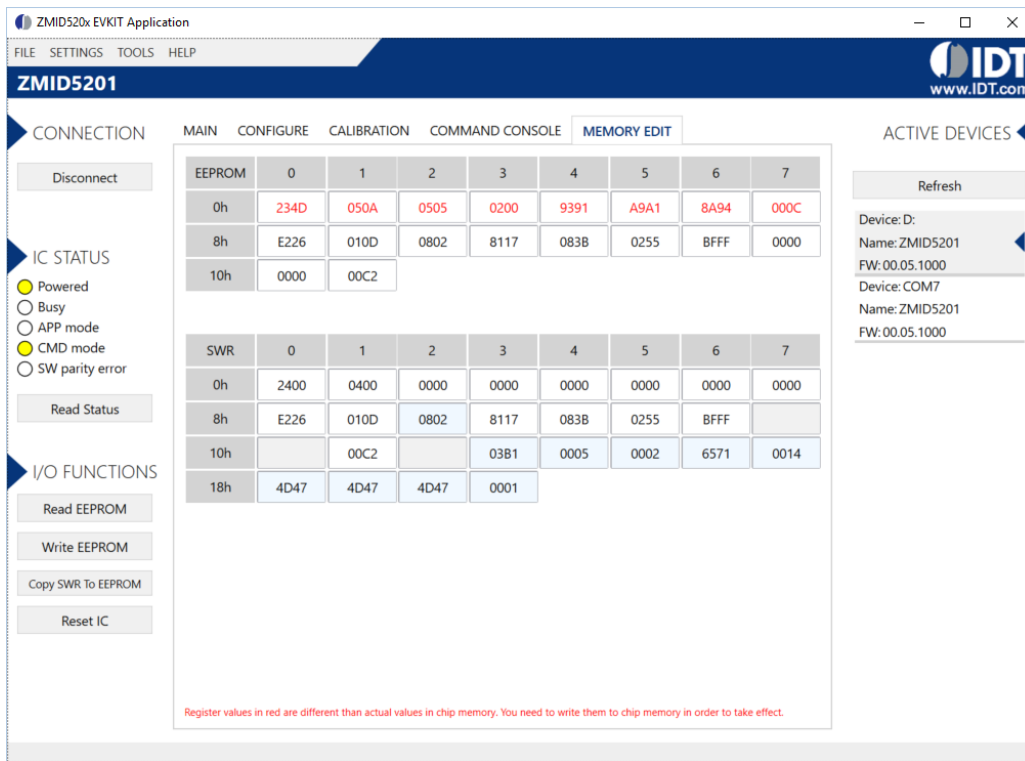 ZMID520x EVKIT Application
FILE SETTINGS TOOLS HELP
IDT
www.IDT.com
ZMID5201
CONNECTION
Disconnect
IC STATUS
Powered
Busy
APP mode
CMD mode
SW parity error
Read Status
I/O FUNCTIONS
Read EEPROM
Write EEPROM
Copy SWR To EEPROM
Reset IC
MAIN CONFIGURE CALIBRATION COMMAND CONSOLE MEMORY EDIT
EEPROM 0 1 2 3 4 5 6 7
0h 234D 050A 0505 0200 9391 A9A1 8A94 000C
8h E226 010D 0802 8117 083B 0255 BFFF 0000
10h 0000 00C2
SWR 0 1 2 3 4 5 6 7
0h 2400 0400 0000 0000 0000 0000 0000 0000
8h E226 010D 0802 8117 083B 0255 BFFF
10h 00C2 03B1 0005 0002 6571 0014
18h 4D47 4D47 4D47 0001
Register values in red are different than actual values in chip memory. You need to write them to chip memory in order to take effect.
ACTIVE DEVICES
Refresh
Device: D:
Name: ZMID5201
FW: 00.05.1000
Device: COM7
Name: ZMID5201
FW: 00.05.1000